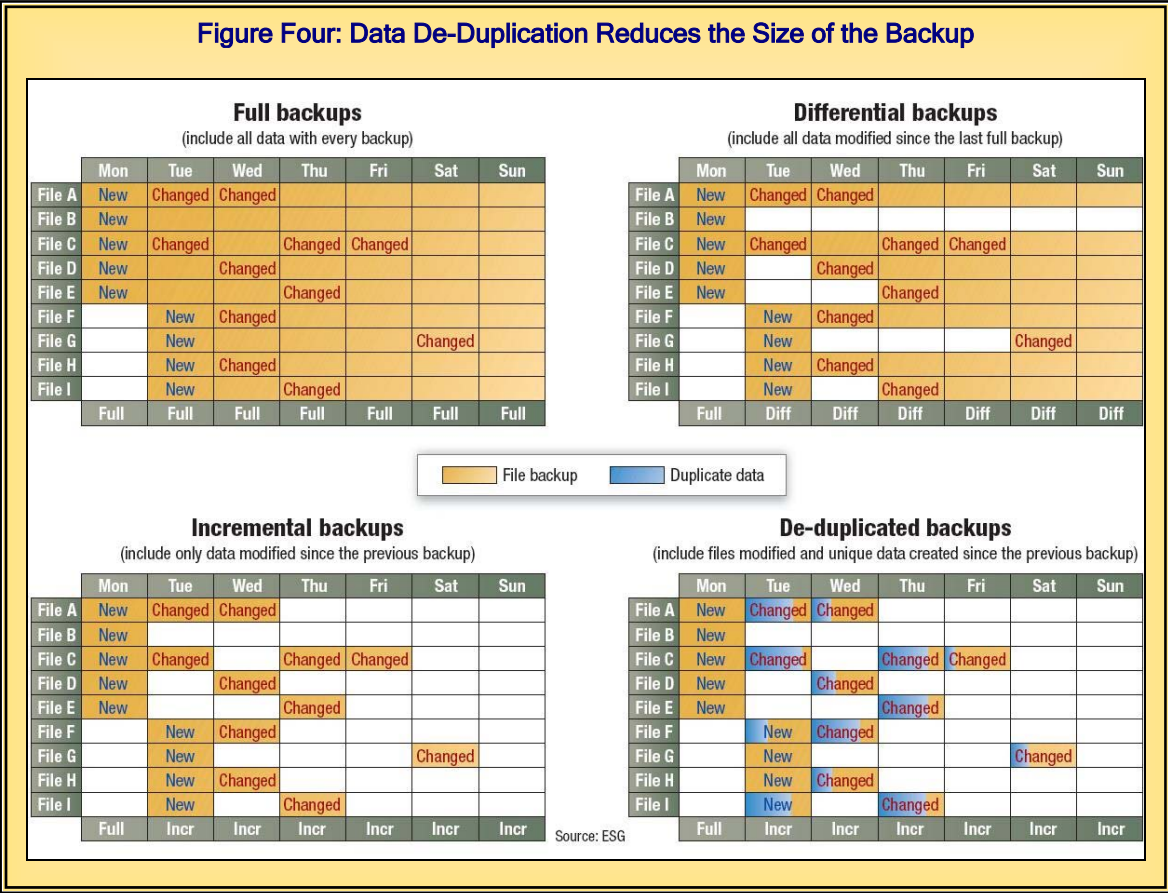 Figure Four: Data De-Duplication Reduces the Size of the Backup
Full backups
(include all data with every backup)
Mon Tue Wed Thu Fri Sat Sun
File A New Changed Changed
File B New
File C New Changed Changed Changed
File D New Changed
File E New Changed
File F New Changed
File G New Changed
File H New Changed
File I New Changed
Full Full Full Full Full Full Full
Differential backups
(include all data modified since the last full backup)
Mon Tue Wed Thu Fri Sat Sun
File A New Changed Changed
File B New
File C New Changed Changed Changed
File D New Changed
File E New Changed
File F New Changed
File G New Changed
File H New Changed
File I New Changed
Full Diff Diff Diff Diff Diff Diff
File backup Duplicate data
Incremental backups
(include only data modified since the previous backup)
Mon Tue Wed Thu Fri Sat Sun
File A New Changed Changed
File B New
File C New Changed Changed Changed
File D New Changed
File E New Changed
File F New Changed
File G New Changed
File H New Changed
File I New Changed
Full Incr Incr Incr Incr Incr Incr
Source: ESG
De-duplicated backups
(include files modified and unique data created since the previous backup)
Mon Tue Wed Thu Fri Sat Sun
File A New Changed Changed
File B New
File C New Changed Changed Changed
File D New Changed
File E New Changed
File F New Changed
File G New Changed
File H New Changed
File I New Changed
Full Incr Incr Incr Incr Incr Incr